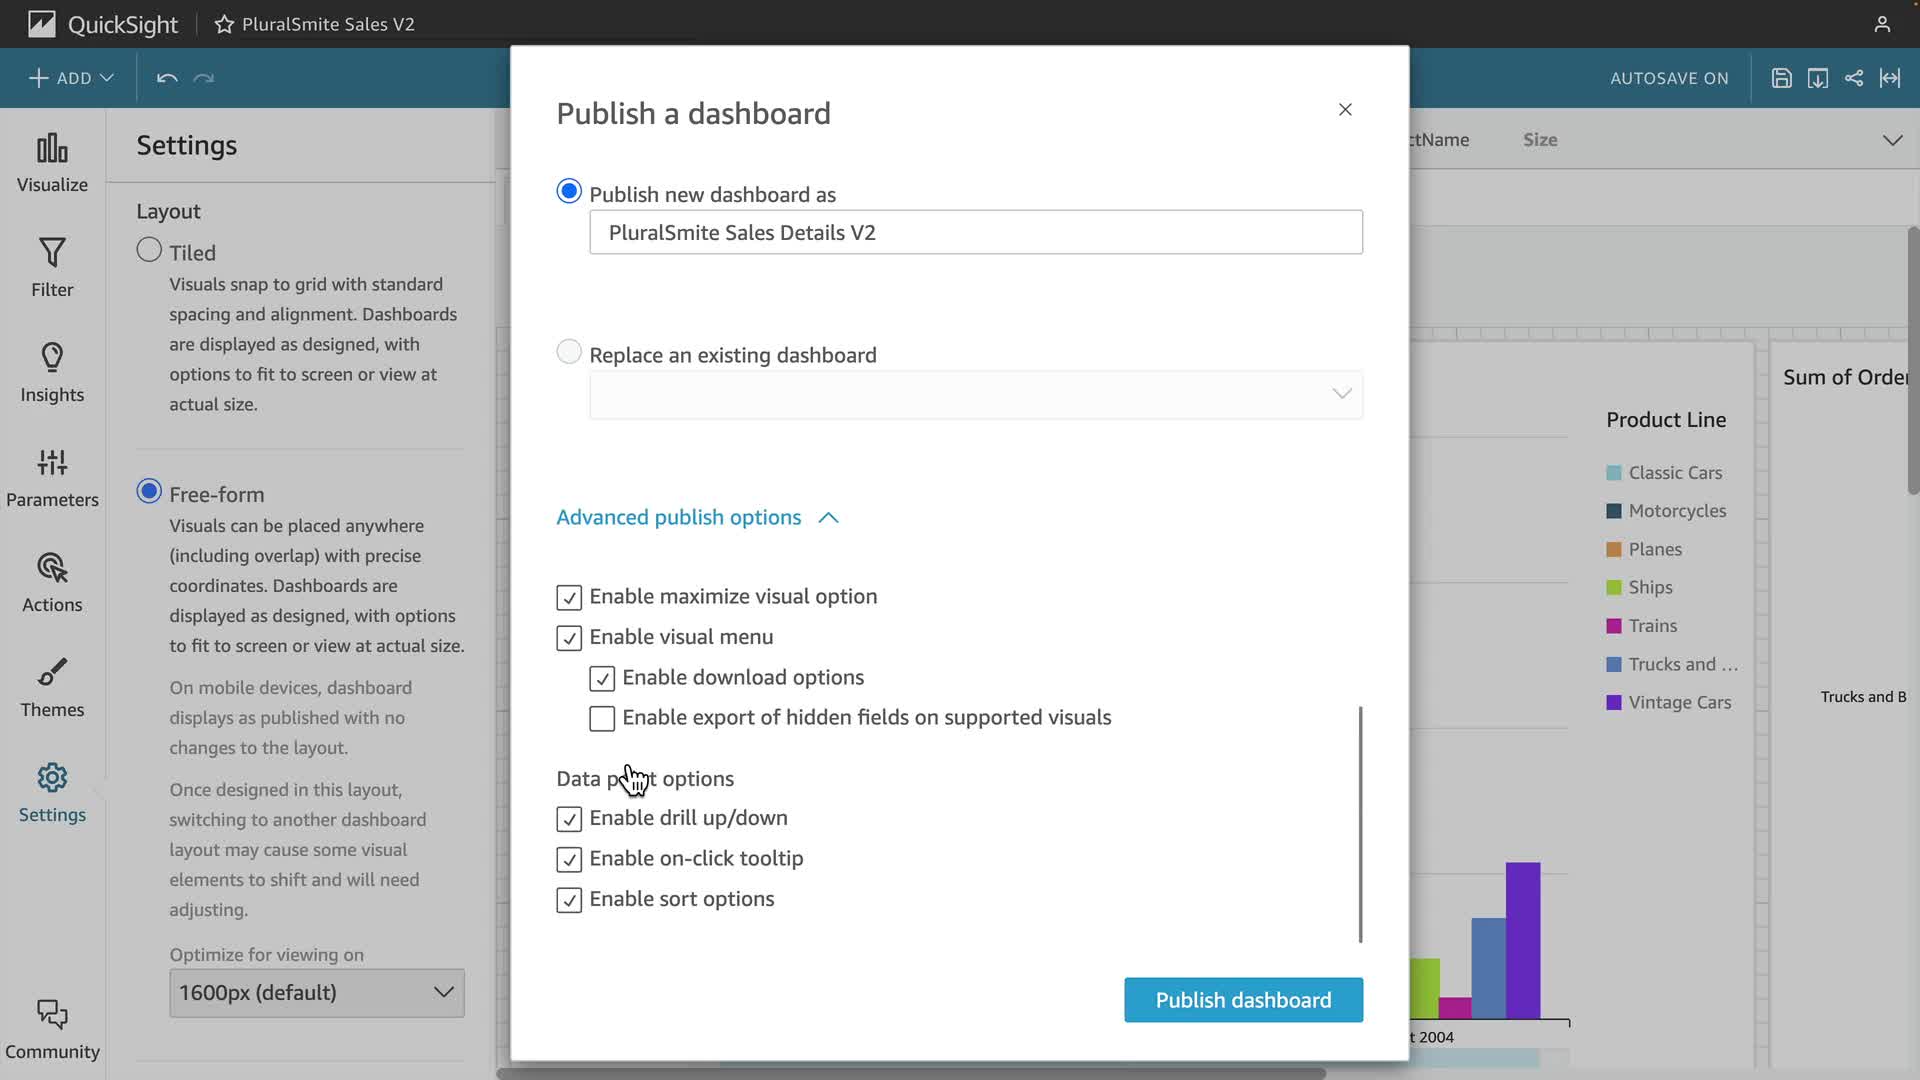 QuickSight
PluralSmite Sales V2
ADD
AUTOSAVE ON
Visualize
Filter
Insights
Parameters
Actions
Themes
Settings
Community
Settings
Layout
Tiled
Visuals snap to grid with standard
spacing and alignment. Dashboards
are displayed as designed, with
options to fit to screen or view at
actual size.
Free-form
Visuals can be placed anywhere
(including overlap) with precise
coordinates. Dashboards are
displayed as designed, with options
to fit to screen or view at actual size.
On mobile devices, dashboard
displays as published with no
changes to the layout.
Once designed in this layout,
switching to another dashboard
layout may cause some visual
elements to shift and will need
adjusting.
Optimize for viewing on
1600px (default)
Publish a dashboard
Publish new dashboard as
PluralSmite Sales Details V2
Replace an existing dashboard
Advanced publish options
Enable maximize visual option
Enable visual menu
Enable download options
Enable export of hidden fields on supported visuals
Data options
Enable drill up/down
Enable on-click tooltip
Enable sort options
Publish dashboard
ctName
Size
Product Line
Classic Cars
Motorcycles
Planes
Ships
Trains
Trucks and ...
Vintage Cars
t 2004
Sum of Order
Trucks and B